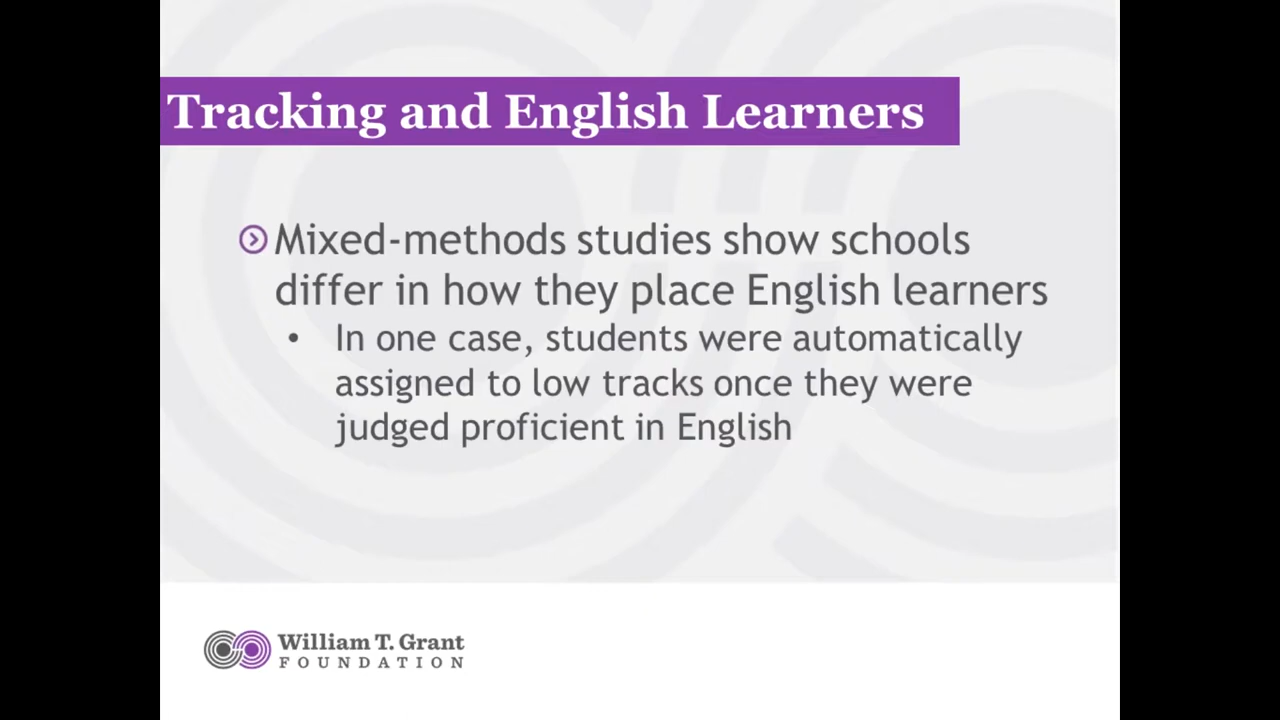 Tracking and English Learners
Mixed-methods studies show schools
differ in how they place English learners
• In one case, students were automatically
assigned to low tracks once they were
judged proficient in English
William T. Grant
FOUNDATION